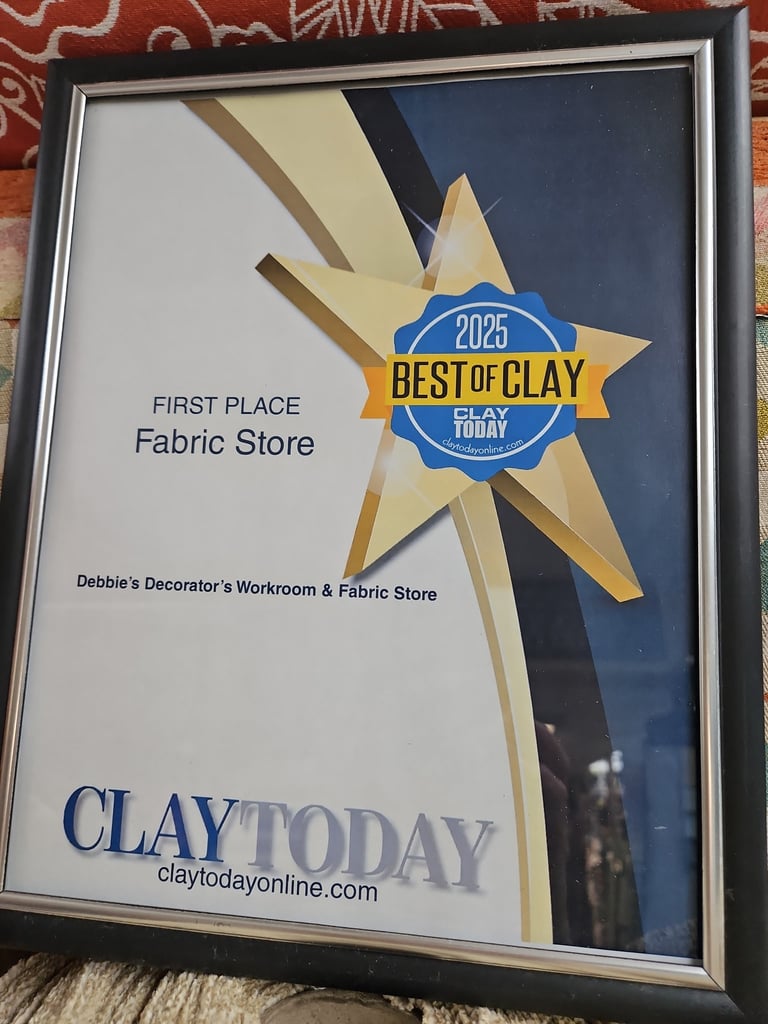 2025
BEST OF CLAY
CLAY
TODAY
claytodayonline.com
FIRST PLACE
Fabric Store
Debbie's Decorator's Workroom & Fabric Store
CLAYTODAY
claytodayonline.com